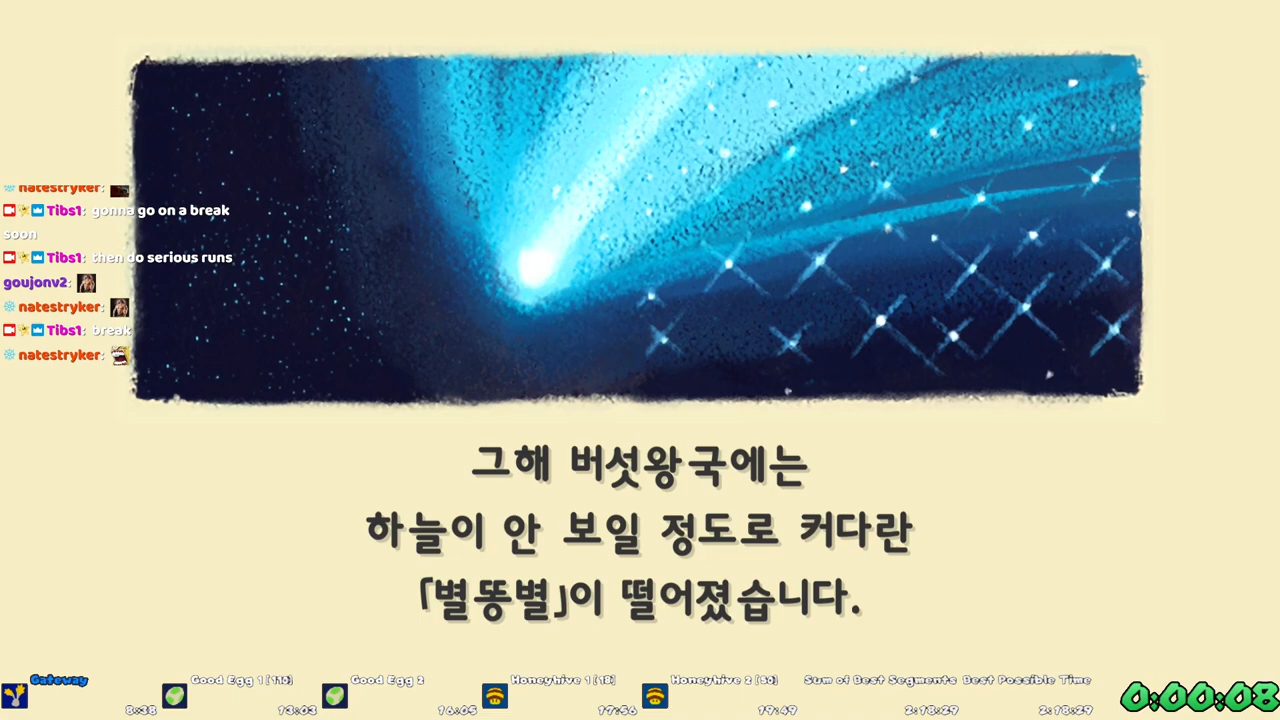 natestryker:
Tibs1: gonna go on a break
soon
Tibs1: then do serious runs
goujonv2:
natestryker:
Tibs1: break
natestryker:
그해 버섯왕국에는
하늘이 안 보일 정도로 커다란
「별똥별」이 떨어졌습니다.
Gateway
8:38
Good Egg 1 [110]
13:03
Good Egg 2
16:05
Honeyhive 1 [18]
17:56
Honeyhive 2 [50]
19:49
Sum of Best Segments
2:18:29
Best Possible Time
2:18:29
0:00:08